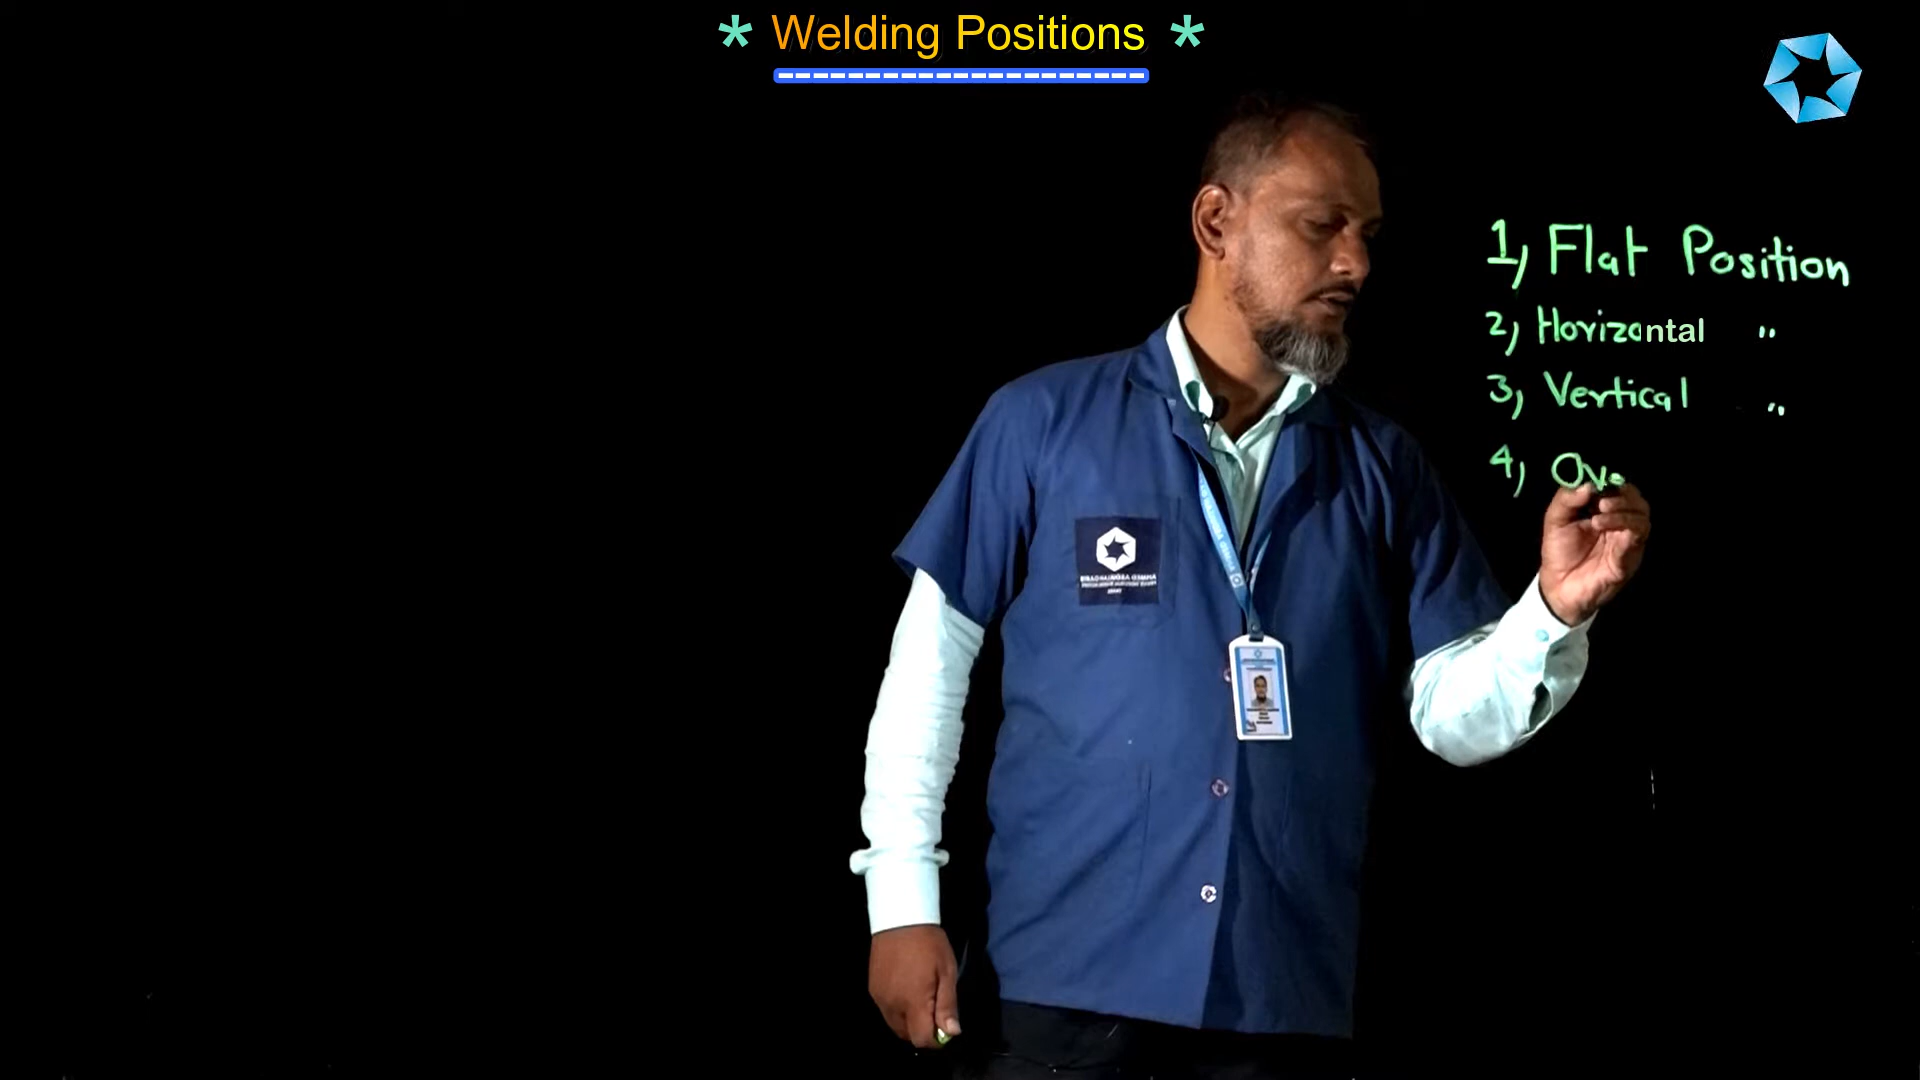 * Welding Positions *
1, Flat Position
2, Horizontal "
3, Vertical "
4, Ove